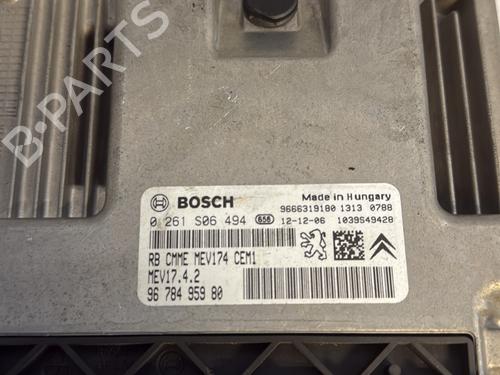 B-PARTS
BOSCH
Made in Hungary
0 261 S06 494 656
9666319180 1313 0788
12-12-06 1039S49428
RB CMME MEV174 CEM1
MEV17.4.2
96 784 959 80